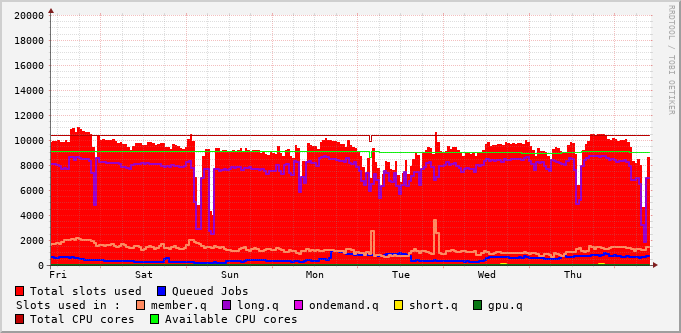 20000
18000
16000
14000
12000
10000
8000
6000
4000
2000
0
Fri Sat Sun Mon Tue Wed Thu
RRDTOOL / TOBI OETIKER
Total slots used Queued Jobs
Slots used in : member.q long.q ondemand.q short.q gpu.q
Total CPU cores Available CPU cores